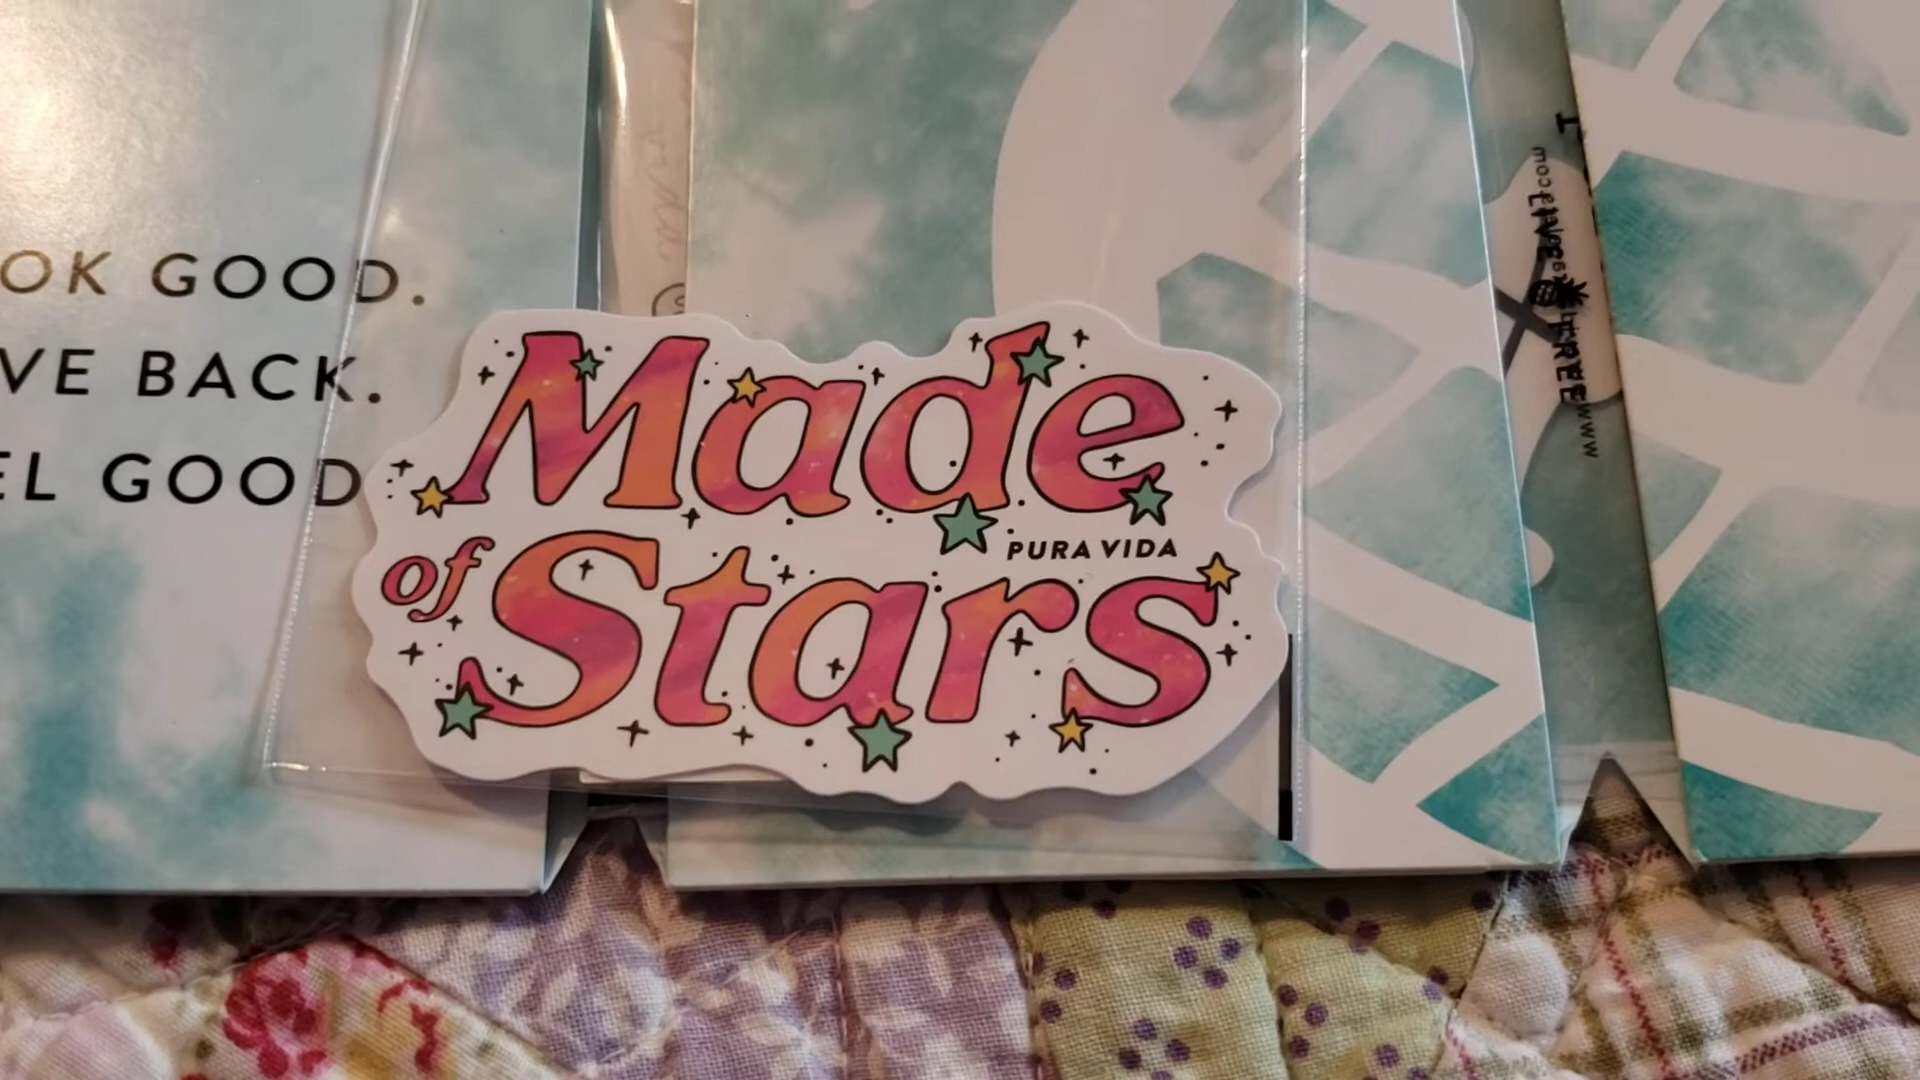 OK GOOD.
VE BACK.
EL GOOD
Made
of Stars
PURA VIDA